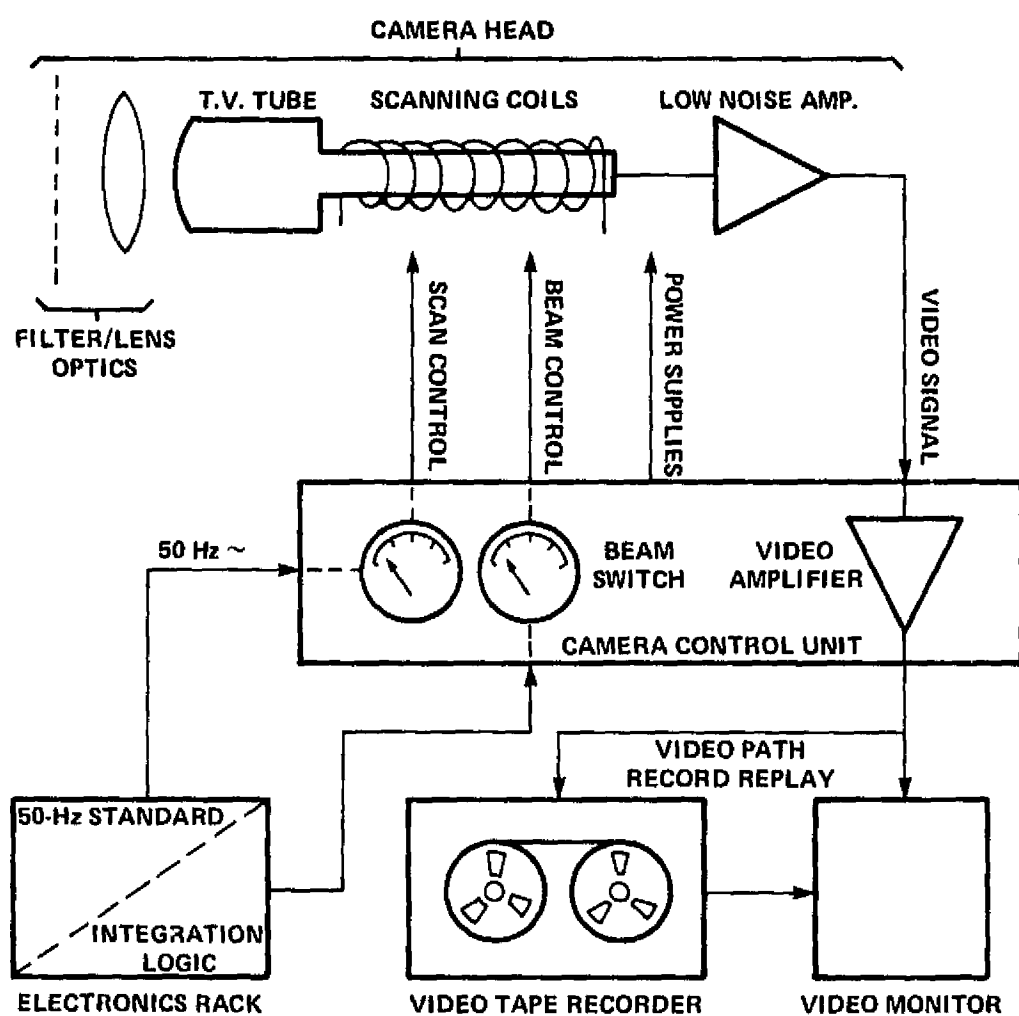 CAMERA HEAD
T.V. TUBE
SCANNING COILS
LOW NOISE AMP.
FILTER/LENS
OPTICS
SCAN CONTROL
BEAM CONTROL
POWER SUPPLIES
VIDEO SIGNAL
50 Hz ~
BEAM
SWITCH
VIDEO
AMPLIFIER
CAMERA CONTROL UNIT
VIDEO PATH
RECORD REPLAY
50-Hz STANDARD
INTEGRATION
LOGIC
ELECTRONICS RACK
VIDEO TAPE RECORDER
VIDEO MONITOR